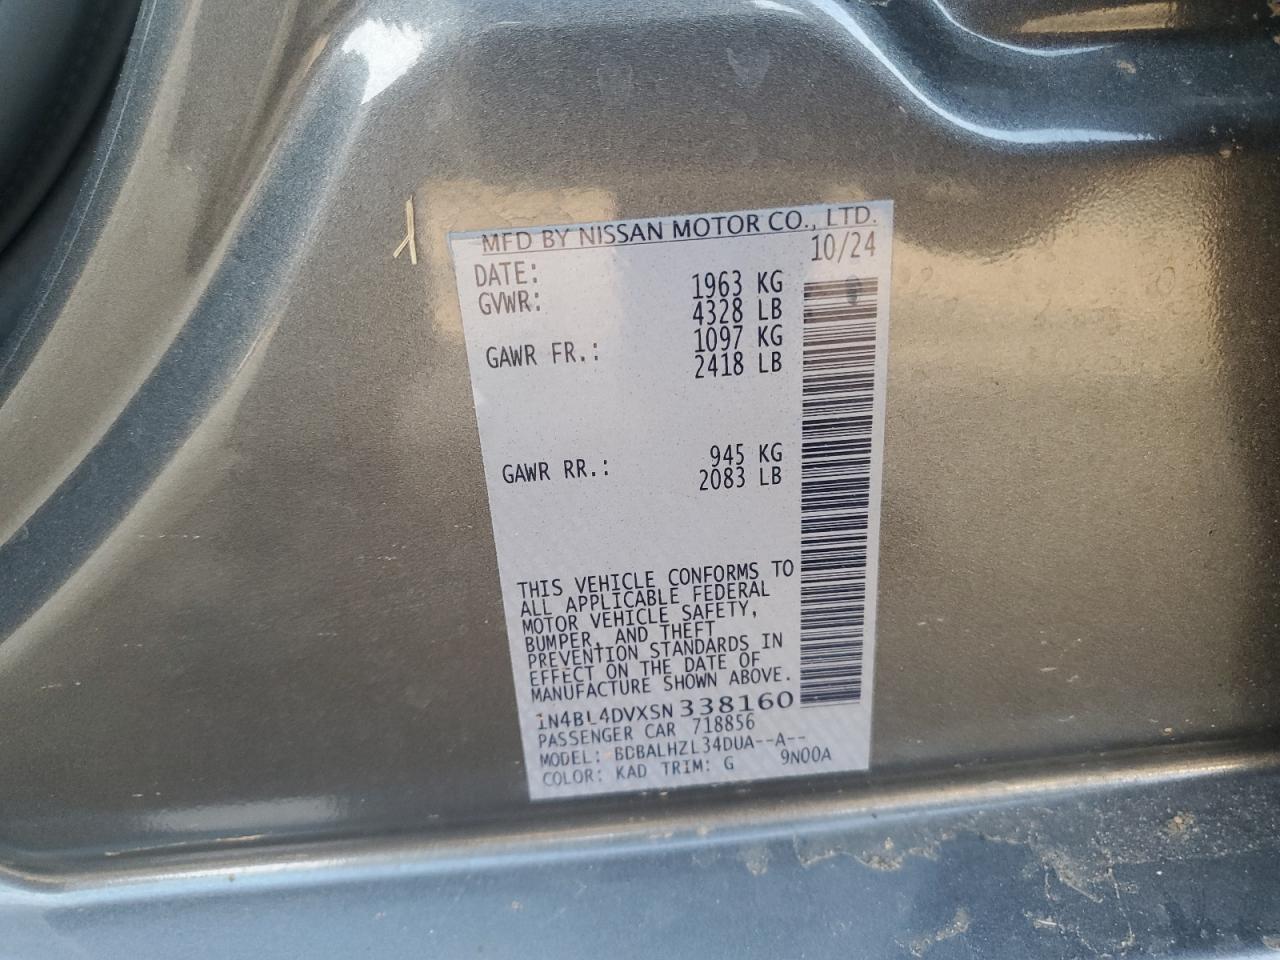 MFD BY NISSAN MOTOR CO., LTD.
DATE: 10/24
GVWR: 1963 KG
4328 LB
GAWR FR.: 1097 KG
2418 LB
GAWR RR.: 945 KG
2083 LB
THIS VEHICLE CONFORMS TO
ALL APPLICABLE FEDERAL
MOTOR VEHICLE SAFETY,
BUMPER, AND THEFT
PREVENTION STANDARDS IN
EFFECT ON THE DATE OF
MANUFACTURE SHOWN ABOVE.
1N4BL4DVXSN338160
PASSENGER CAR 718856
MODEL: BDBALHZL34DUA--A--
COLOR: KAD TRIM: G 9N00A